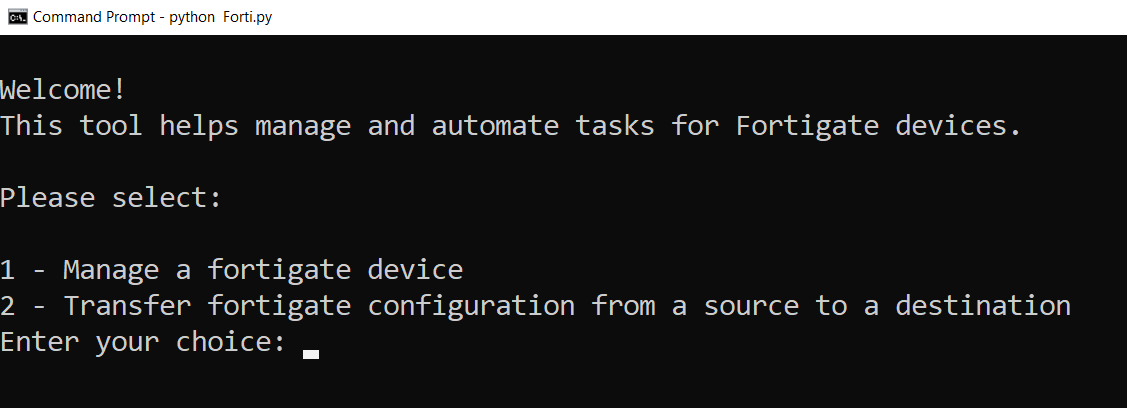 Command Prompt - python  Forti.py
Welcome!
This tool helps manage and automate tasks for Fortigate devices.
Please select:
1 - Manage a fortigate device
2 - Transfer fortigate configuration from a source to a destination
Enter your choice: